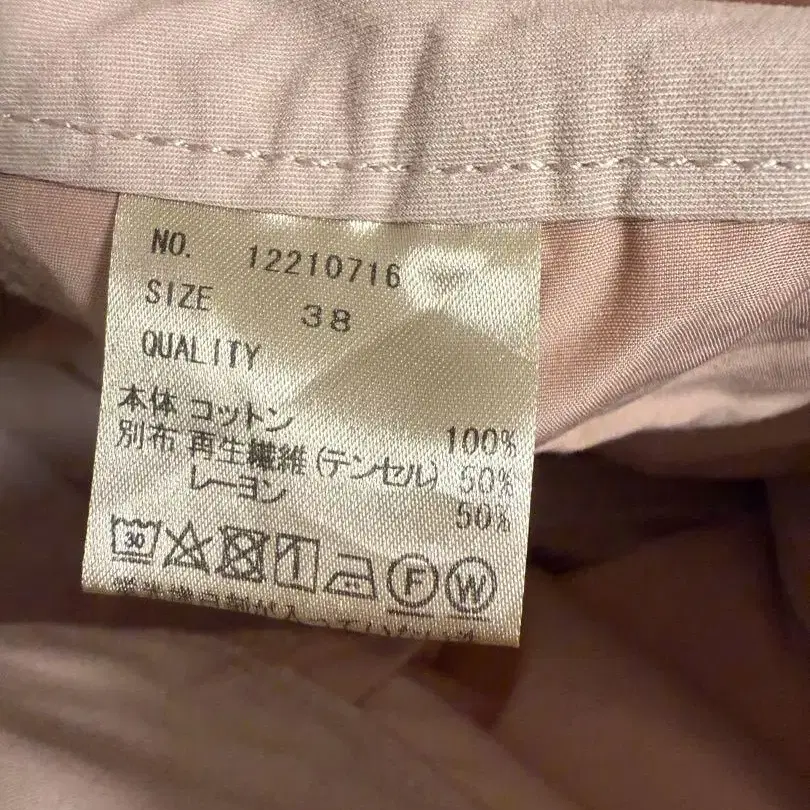 NO. 12210716
SIZE 38
QUALITY
本体 コットン 100%
別布 再生繊維(テンセル) 50%
レーヨン 50%
30 F W